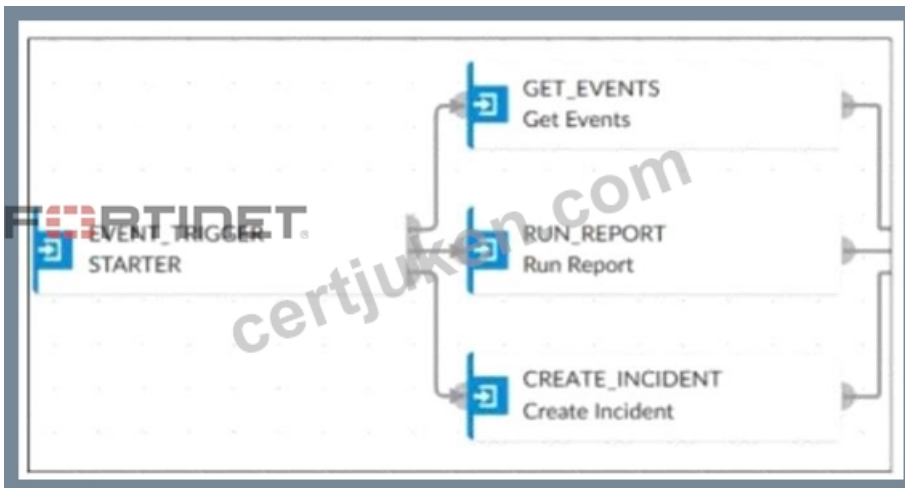 GET_EVENTS
Get Events
FORTINET
EVENT_TRIGGER
STARTER
RUN_REPORT
Run Report
certjuken.com
CREATE_INCIDENT
Create Incident